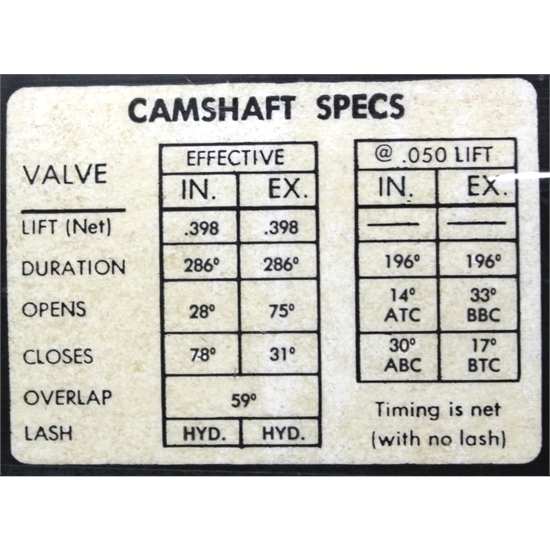 CAMSHAFT SPECS
VALVE EFFECTIVE @ .050 LIFT
IN. EX. IN. EX.
LIFT (Net) .398 .398 — —
DURATION 286° 286° 196° 196°
OPENS 28° 75° 14° ATC 33° BBC
CLOSES 78° 31° 30° ABC 17° BTC
OVERLAP 59°
LASH HYD. HYD.
Timing is net
(with no lash)